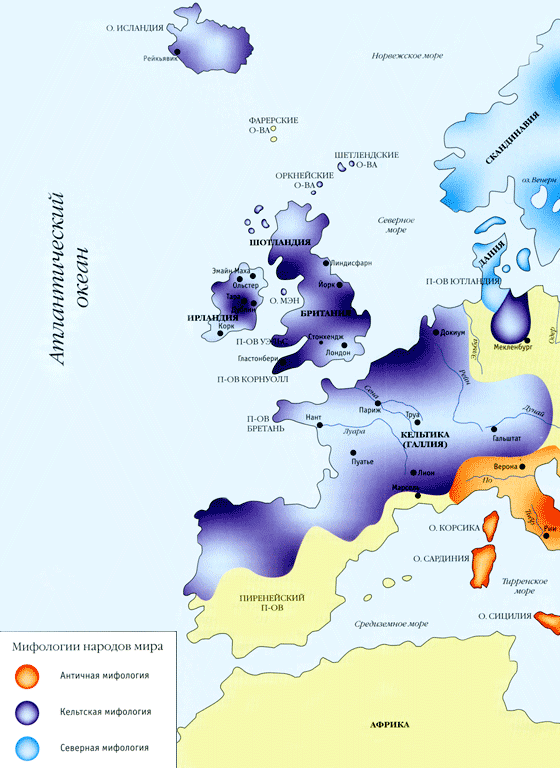 О. ИСЛАНДИЯ
Рейкьявик
Норвежское море
ФАРЕРСКИЕ
О-ВА
ШЕТЛЕНДСКИЕ
О-ВА
ОРКНЕЙСКИЕ
О-ВА
СКАНДИНАВИЯ
оз. Венерн
Атлантический
океан
Северное
море
ШОТЛАНДИЯ
ДАНИЯ
Линдисфарн
Эмайн-Маха
Ольстер
П-ОВ ЮТЛАНДИЯ
Йорк
Тара
Дублин
О. МЭН
ИРЛАНДИЯ
БРИТАНИЯ
Корк
Докиум
Эльба
Одер
П-ОВ УЭЛЬС
Стонхендж
Мекленбург
Гластонбери
Лондон
П-ОВ КОРНУОЛЛ
Рейн
Сена
Париж
Труа
Дунай
П-ОВ
БРЕТАНЬ
Нант
Луара
КЕЛЬТИКА
(ГАЛЛИЯ)
Гальштат
Пуатье
Верона
Лион
По
Марсель
Тибр
Рим
О. КОРСИКА
О. САРДИНИЯ
Тирренское
море
ПИРЕНЕЙСКИЙ
П-ОВ
О. СИЦИЛИЯ
Средиземное море
АФРИКА
Мифологии народов мира
Античная мифология
Кельтская мифология
Северная мифология